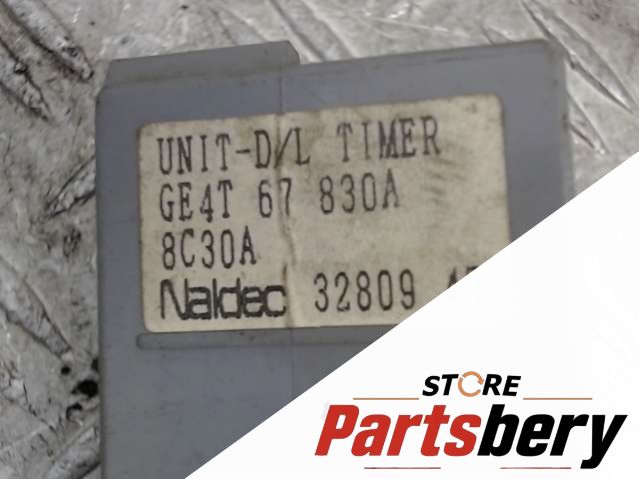 UNIT-D/L TIMER
GE4T 67 830A
8C30A
Naldec 32809
STORE
Partsbery